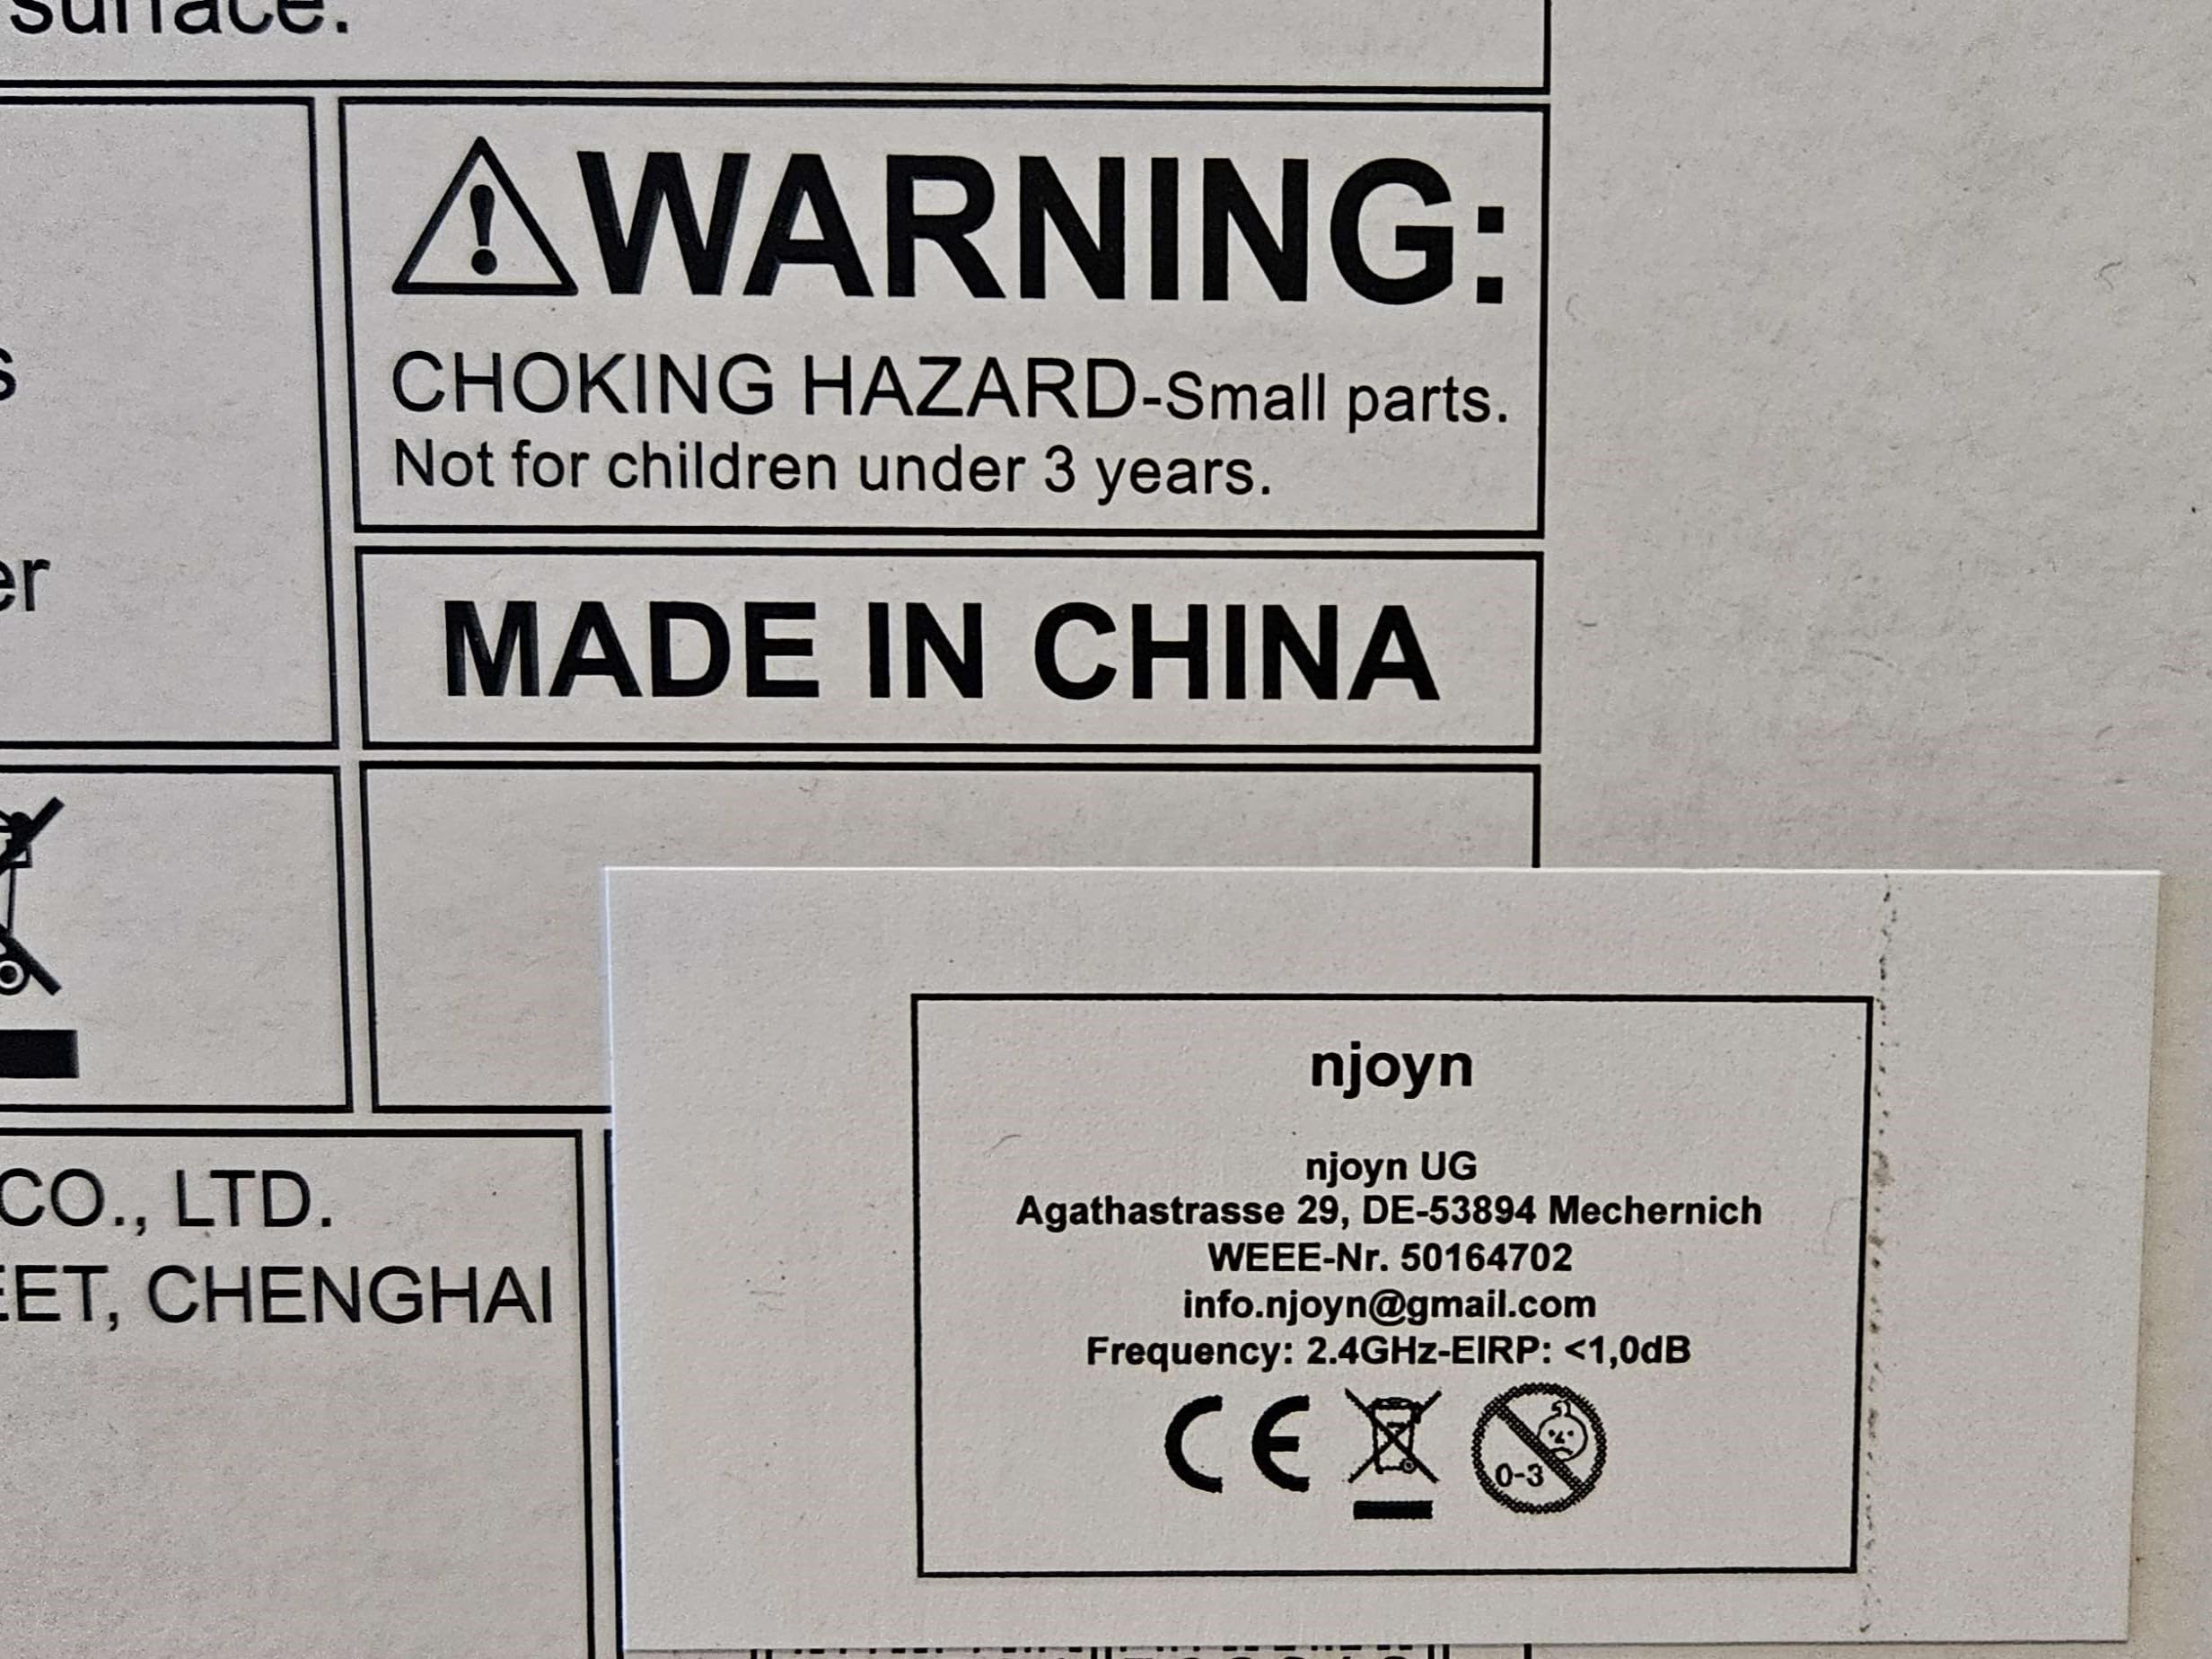 surface.
WARNING:
CHOKING HAZARD-Small parts.
Not for children under 3 years.
MADE IN CHINA
CO., LTD.
CHENGHAI
njoyn
njoyn UG
Agathastrasse 29, DE-53894 Mechernich
WEEE-Nr. 50164702
info.njoyn@gmail.com
Frequency: 2.4GHz-EIRP: <1,0dB
CE
0-3